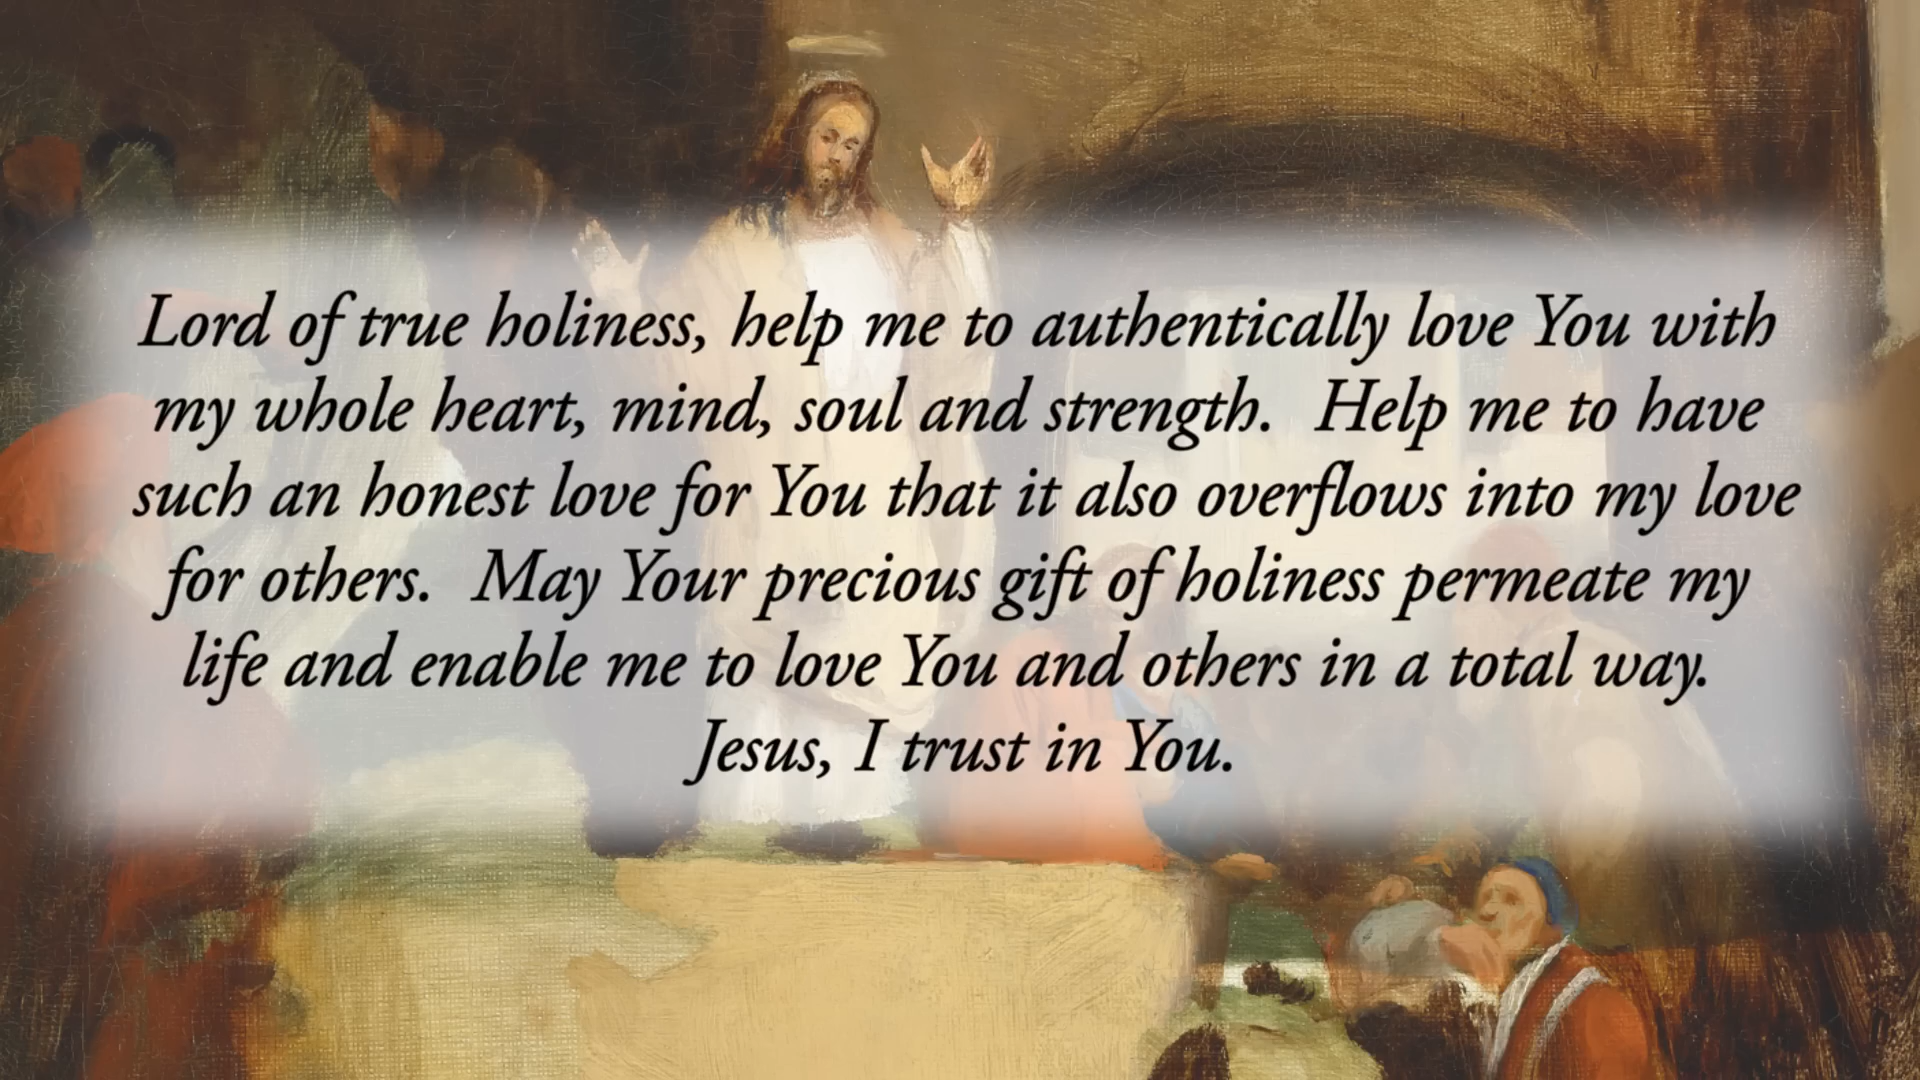 Lord of true holiness, help me to authentically love You with
my whole heart, mind, soul and strength.  Help me to have
such an honest love for You that it also overflows into my love
for others.  May Your precious gift of holiness permeate my
life and enable me to love You and others in a total way.
Jesus, I trust in You.